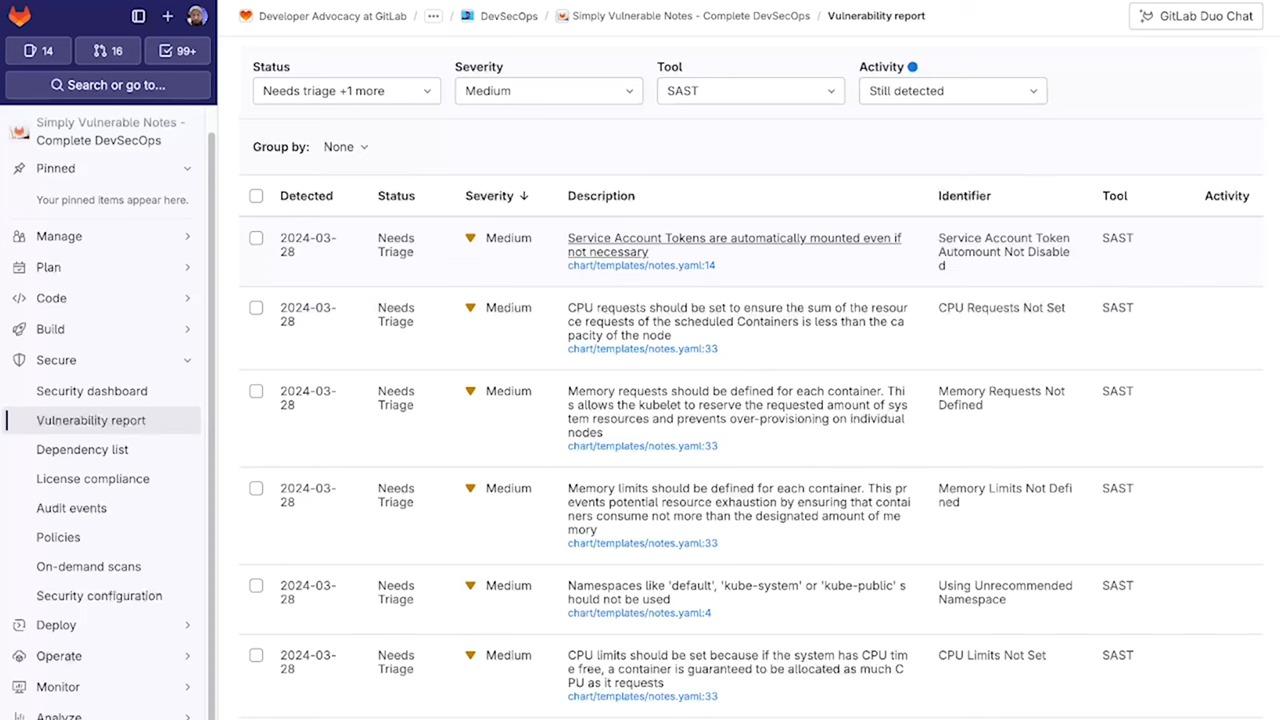 Developer Advocacy at GitLab / ... / DevSecOps / Simply Vulnerable Notes - Complete DevSecOps / Vulnerability report
GitLab Duo Chat
14
16
99+
Search or go to...
Simply Vulnerable Notes -
Complete DevSecOps
Pinned
Your pinned items appear here.
Manage
Plan
Code
Build
Secure
Security dashboard
Vulnerability report
Dependency list
License compliance
Audit events
Policies
On-demand scans
Security configuration
Deploy
Operate
Monitor
Analyze
Status
Severity
Tool
Activity
Needs triage +1 more
Medium
SAST
Still detected
Group by:
None
Detected
Status
Severity
Description
Identifier
Tool
Activity
2024-03-
28
Needs
Triage
Medium
Service Account Tokens are automatically mounted even if
not necessary
chart/templates/notes.yaml:14
Service Account Token
Automount Not Disable
d
SAST
2024-03-
28
Needs
Triage
Medium
CPU requests should be set to ensure the sum of the resour
ce requests of the scheduled Containers is less than the ca
pacity of the node
chart/templates/notes.yaml:33
CPU Requests Not Set
SAST
2024-03-
28
Needs
Triage
Medium
Memory requests should be defined for each container. Thi
s allows the kubelet to reserve the requested amount of sys
tem resources and prevents over-provisioning on individual
nodes
chart/templates/notes.yaml:33
Memory Requests Not
Defined
SAST
2024-03-
28
Needs
Triage
Medium
Memory limits should be defined for each container. This pr
events potential resource exhaustion by ensuring that contai
ners consume not more than the designated amount of me
mory
chart/templates/notes.yaml:33
Memory Limits Not Defi
ned
SAST
2024-03-
28
Needs
Triage
Medium
Namespaces like 'default', 'kube-system' or 'kube-public' s
hould not be used
chart/templates/notes.yaml:4
Using Unrecommended
Namespace
SAST
2024-03-
28
Needs
Triage
Medium
CPU limits should be set because if the system has CPU tim
e free, a container is guaranteed to be allocated as much C
PU as it requests
chart/templates/notes.yaml:33
CPU Limits Not Set
SAST